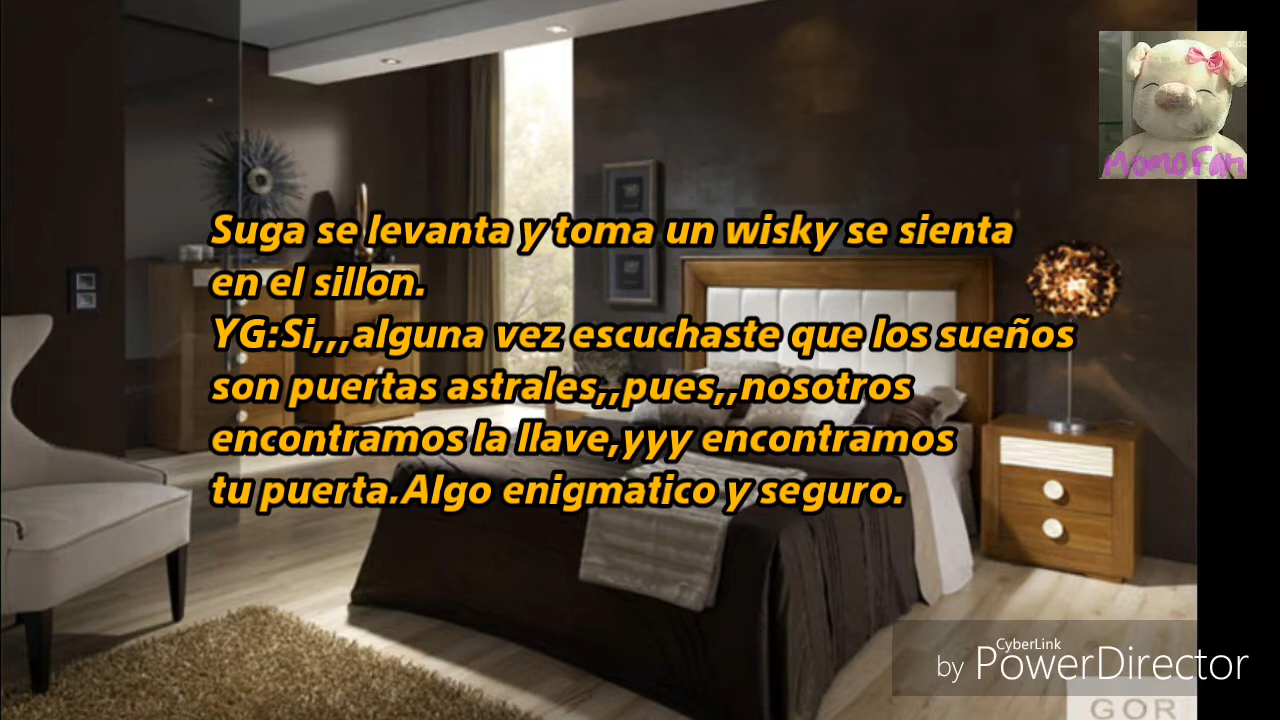 MomoFan
Suga se levanta y toma un wisky se sienta
en el sillon.
YG:Si,,,alguna vez escuchaste que los sueños
son puertas astrales,,pues,,nosotros
encontramos la llave,yyy encontramos
tu puerta.Algo enigmatico y seguro.
CyberLink
by PowerDirector
GOR